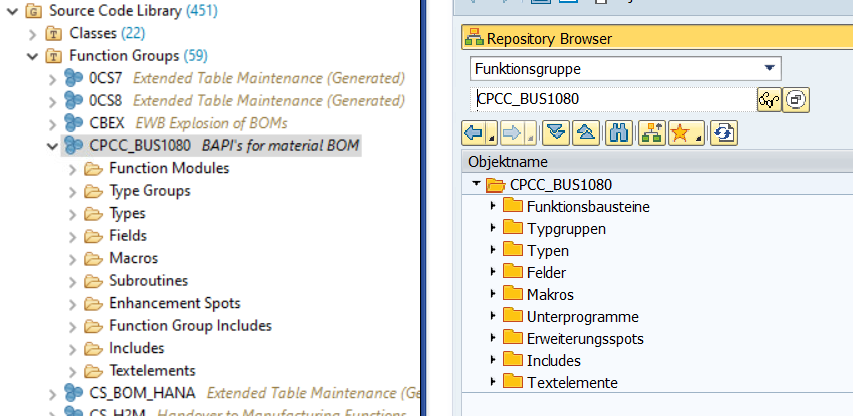 Source Code Library (451)
Classes (22)
Function Groups (59)
0CS7 Extended Table Maintenance (Generated)
0CS8 Extended Table Maintenance (Generated)
CBEX EWB Explosion of BOMs
CPCC_BUS1080 BAPI's for material BOM
Function Modules
Type Groups
Types
Fields
Macros
Subroutines
Enhancement Spots
Function Group Includes
Includes
Textelements
CS_BOM_HANA Extended Table Maintenance (Ge
CS_H2M Handover to Manufacturing Functions
Repository Browser
Funktionsgruppe
CPCC_BUS1080
Objektname
CPCC_BUS1080
Funktionsbausteine
Typgruppen
Typen
Felder
Makros
Unterprogramme
Erweiterungsspots
Includes
Textelemente